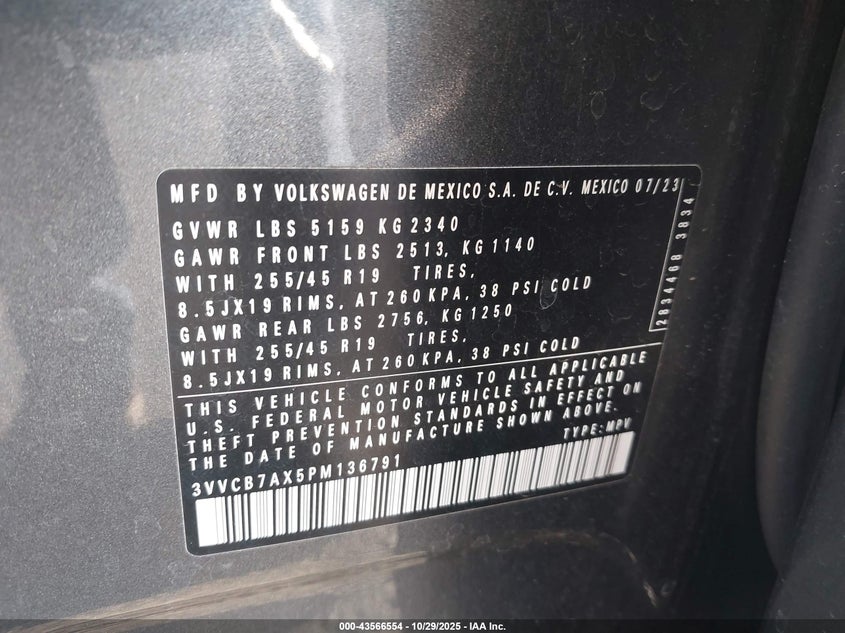 MFD BY VOLKSWAGEN DE MEXICO S.A. DE C.V. MEXICO 07/23
GVWR LBS 5159 KG 2340
GAWR FRONT LBS 2513, KG 1140
WITH 255/45 R19 TIRES,
8.5JX19 RIMS, AT 260 KPA, 38 PSI COLD
GAWR REAR LBS 2756, KG 1250
WITH 255/45 R19 TIRES,
8.5JX19 RIMS, AT 260 KPA, 38 PSI COLD
2834468 3834
THIS VEHICLE CONFORMS TO ALL APPLICABLE
U.S. FEDERAL MOTOR VEHICLE SAFETY AND
THEFT PREVENTION STANDARDS IN EFFECT ON
THE DATE OF MANUFACTURE SHOWN ABOVE.
TYPE:MPV
3VVCB7AX5PM136791
000-43566554 - 10/29/2025 - IAA Inc.